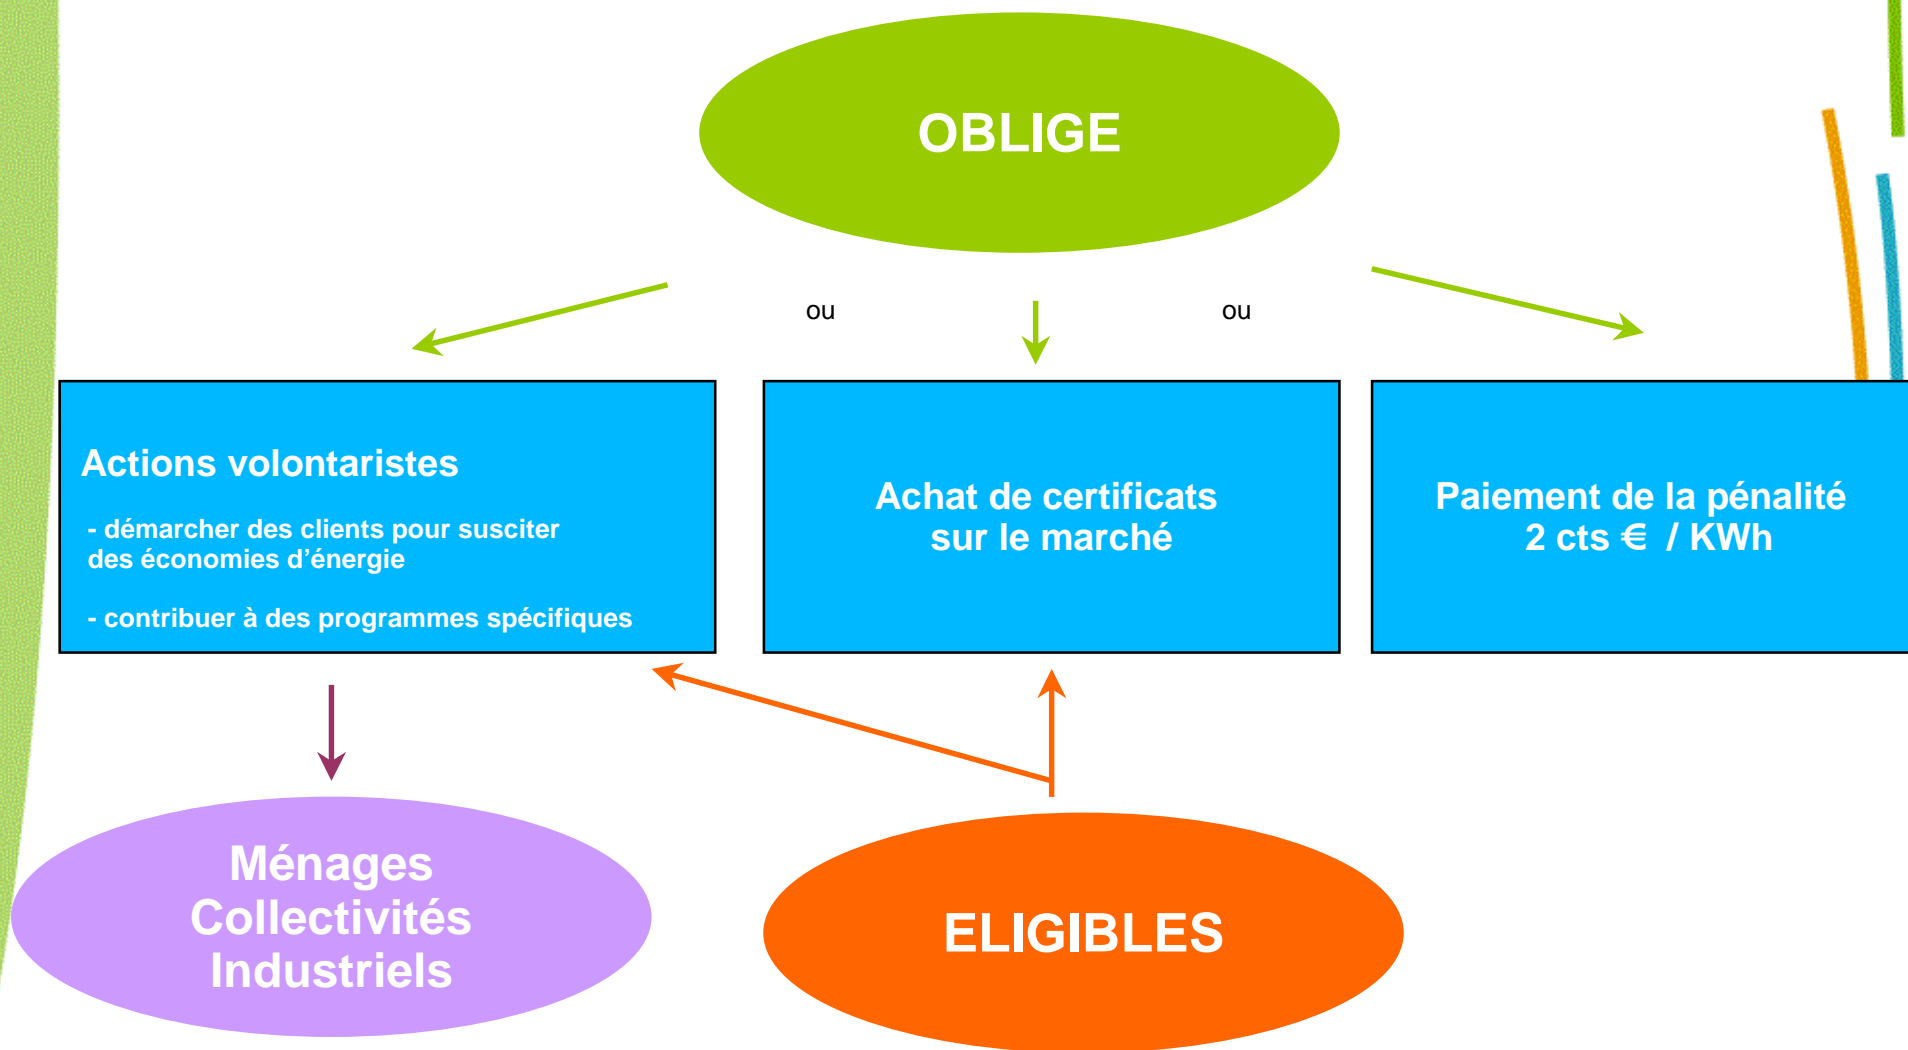 OBLIGE
ou
ou
Actions volontaristes
- démarcher des clients pour susciter
des économies d’énergie
- contribuer à des programmes spécifiques
Achat de certificats
sur le marché
Paiement de la pénalité
2 cts € / KWh
Ménages
Collectivités
Industriels
ELIGIBLES